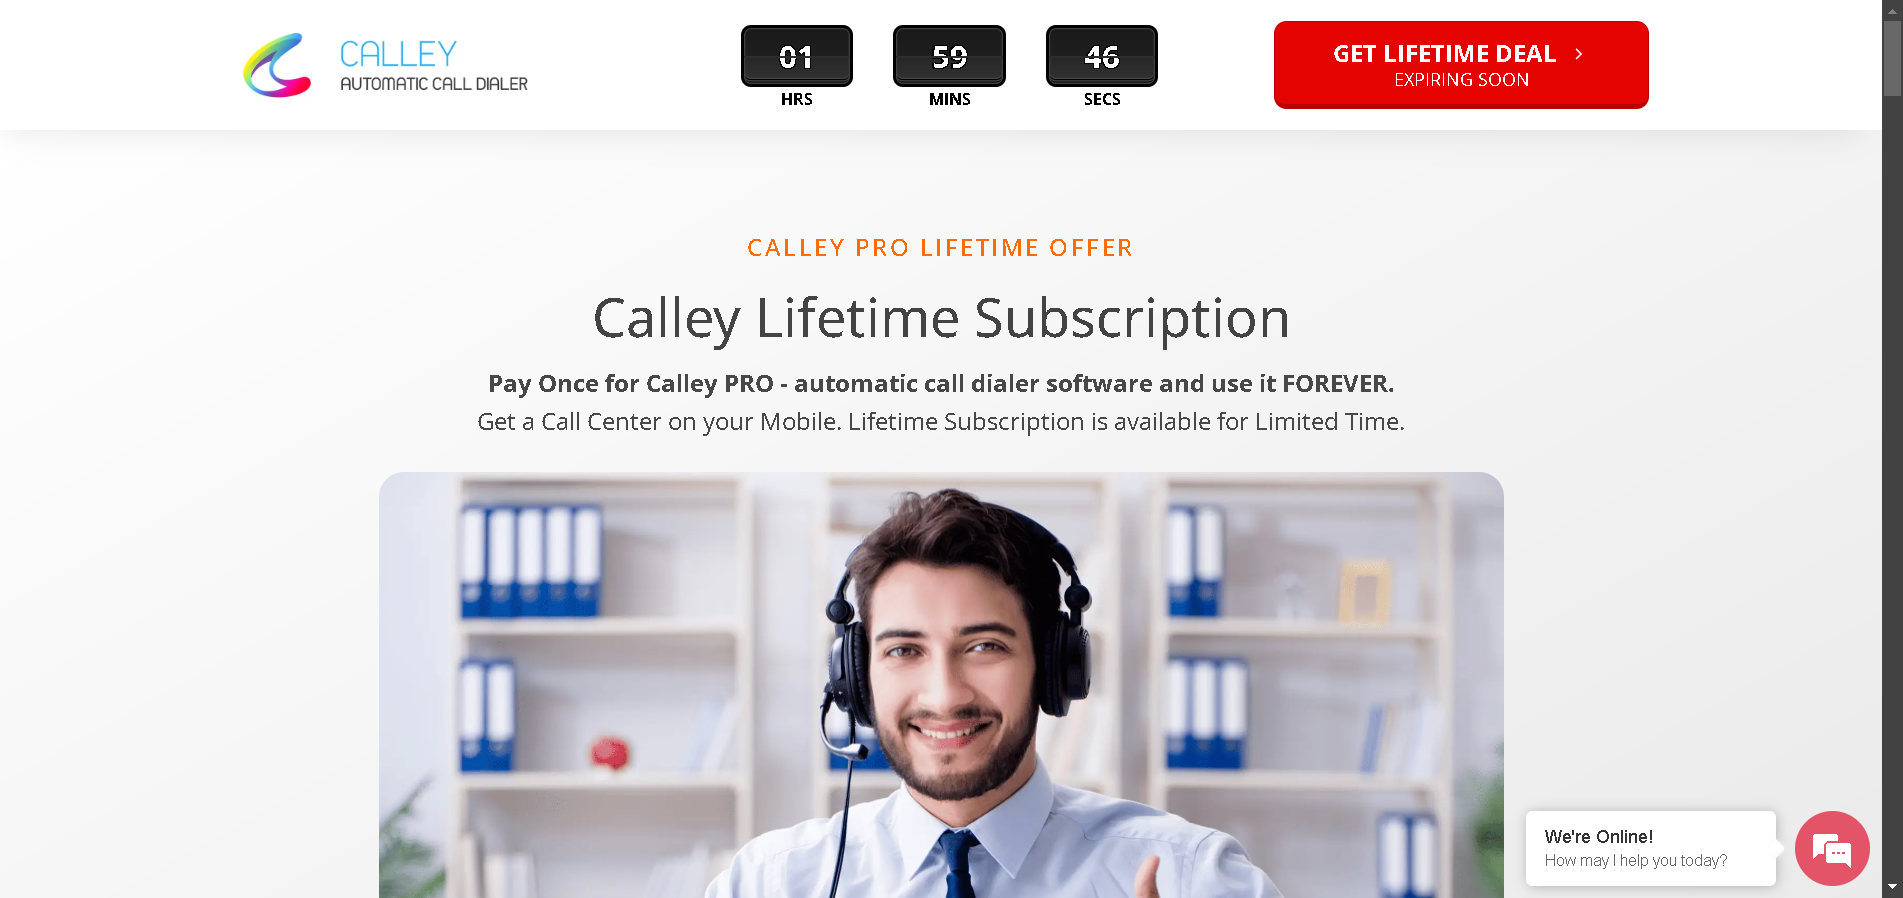 CALLEY
AUTOMATIC CALL DIALER
01
HRS
59
MINS
46
SECS
GET LIFETIME DEAL
EXPIRING SOON
CALLEY PRO LIFETIME OFFER
Calley Lifetime Subscription
Pay Once for Calley PRO - automatic call dialer software and use it FOREVER.
Get a Call Center on your Mobile. Lifetime Subscription is available for Limited Time.
We're Online!
How may I help you today?